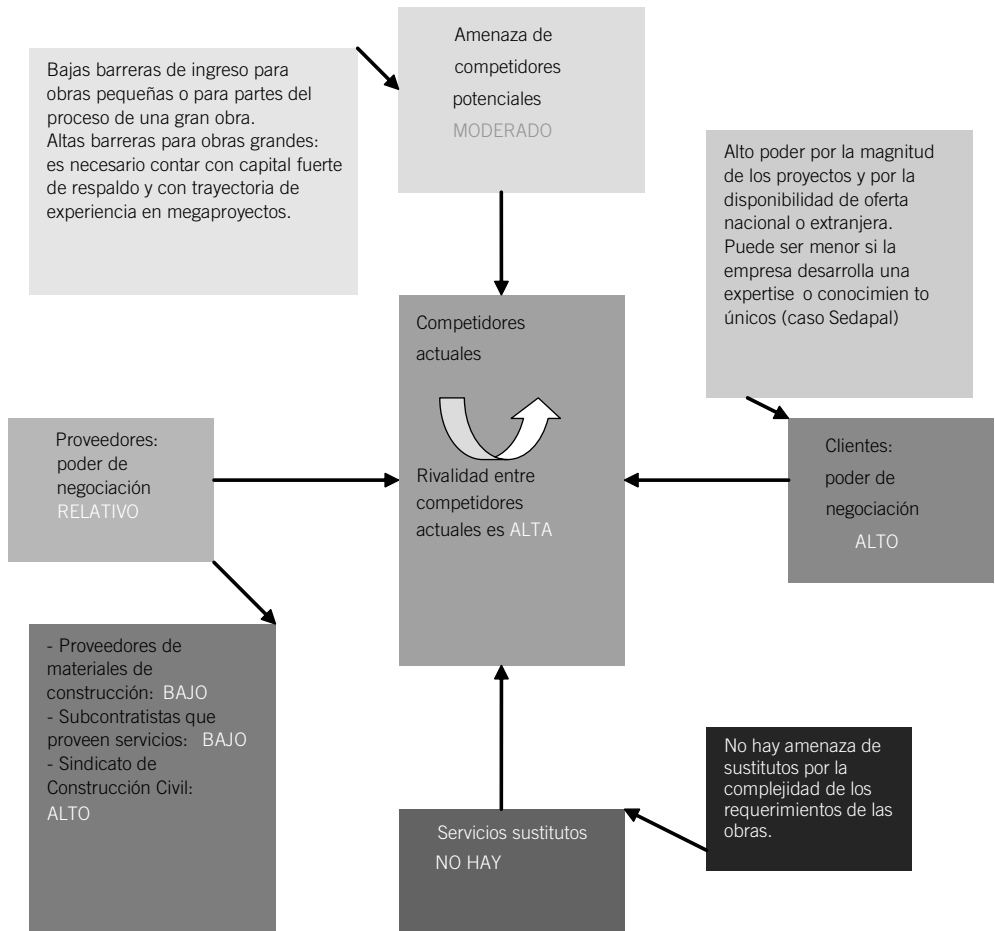 Amenaza de
competidores
potenciales
MODERADO
Bajas barreras de ingreso para
obras pequeñas o para partes del
proceso de una gran obra.
Altas barreras para obras grandes:
es necesario contar con capital fuerte
de respaldo y con trayectoria de
experiencia en megaproyectos.
Alto poder por la magnitud
de los proyectos y por la
disponibilidad de oferta
nacional o extranjera.
Puede ser menor si la
empresa desarrolla una
expertise o conocimien to
únicos (caso Sedapal)
Competidores
actuales
Rivalidad entre
competidores
actuales es ALTA
Proveedores:
poder de
negociación
RELATIVO
Clientes:
poder de
negociación
ALTO
- Proveedores de
materiales de
construcción: BAJO
- Subcontratistas que
proveen servicios: BAJO
- Sindicato de
Construcción Civil:
ALTO
No hay amenaza de
sustitutos por la
complejidad de los
requerimientos de las
obras.
Servicios sustitutos
NO HAY